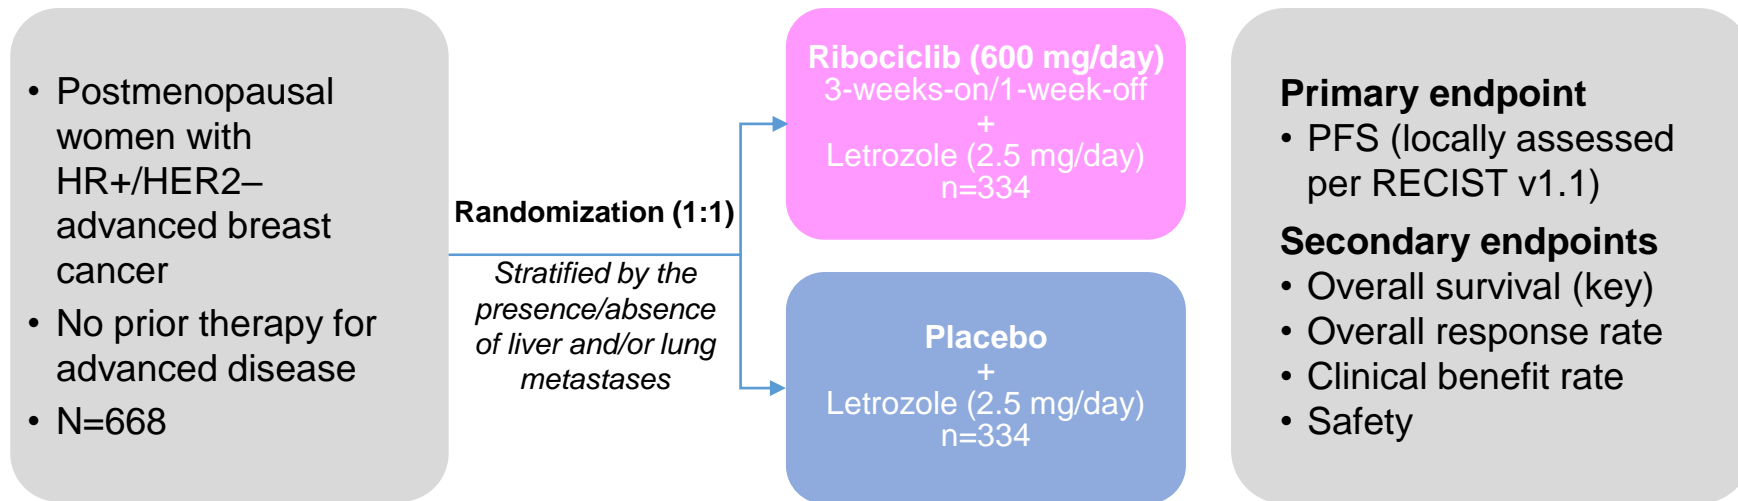 • Postmenopausal
women with
HR+/HER2–
advanced breast
cancer
• No prior therapy for
advanced disease
• N=668
Randomization (1:1)
Stratified by the
presence/absence
of liver and/or lung
metastases
Ribociclib (600 mg/day)
3-weeks-on/1-week-off
+
Letrozole (2.5 mg/day)
n=334
Placebo
+
Letrozole (2.5 mg/day)
n=334
Primary endpoint
• PFS (locally assessed
per RECIST v1.1)
Secondary endpoints
• Overall survival (key)
• Overall response rate
• Clinical benefit rate
• Safety